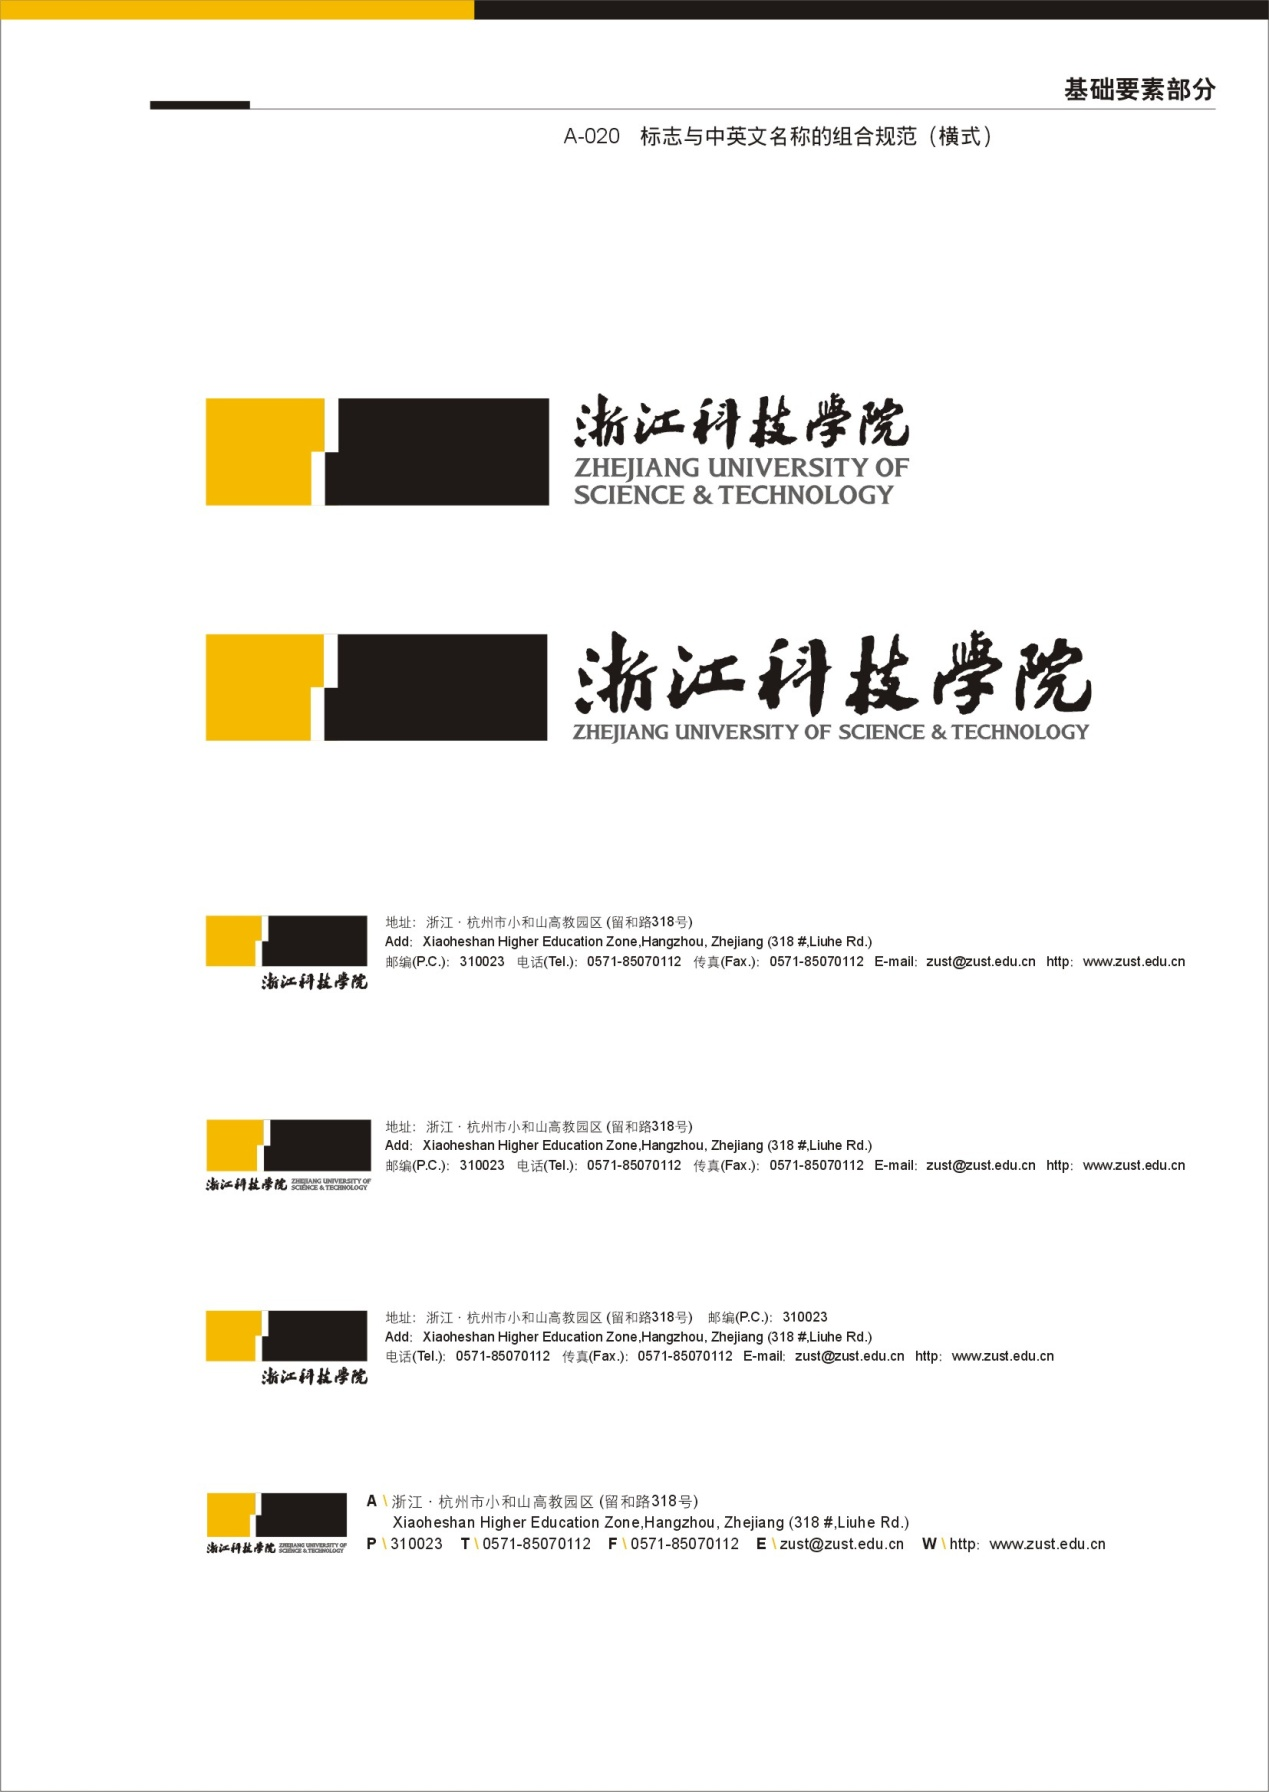 基础要素部分
A-020 标志与中英文名称的组合规范（横式）
浙江科技學院
ZHEJIANG UNIVERSITY OF
SCIENCE & TECHNOLOGY
浙江科技學院
ZHEJIANG UNIVERSITY OF SCIENCE & TECHNOLOGY
地址：浙江·杭州市小和山高教园区 (留和路318号)
Add: Xiaoheshan Higher Education Zone,Hangzhou, Zhejiang (318 #,Liuhe Rd.)
邮编(P.C.)：310023 电话(Tel.)：0571-85070112 传真(Fax.)：0571-85070112 E-mail: zust@zust.edu.cn http: www.zust.edu.cn
浙江科技學院
地址：浙江·杭州市小和山高教园区 (留和路318号)
Add: Xiaoheshan Higher Education Zone,Hangzhou, Zhejiang (318 #,Liuhe Rd.)
邮编(P.C.)：310023 电话(Tel.)：0571-85070112 传真(Fax.)：0571-85070112 E-mail: zust@zust.edu.cn http: www.zust.edu.cn
浙江科技學院 ZHEJIANG UNIVERSITY OF
SCIENCE & TECHNOLOGY
地址：浙江·杭州市小和山高教园区 (留和路318号) 邮编(P.C.)：310023
Add: Xiaoheshan Higher Education Zone,Hangzhou, Zhejiang (318 #,Liuhe Rd.)
电话(Tel.)：0571-85070112 传真(Fax.)：0571-85070112 E-mail: zust@zust.edu.cn http: www.zust.edu.cn
浙江科技學院
A \ 浙江·杭州市小和山高教园区 (留和路318号)
Xiaoheshan Higher Education Zone,Hangzhou, Zhejiang (318 #,Liuhe Rd.)
P \ 310023 T \ 0571-85070112 F \ 0571-85070112 E \ zust@zust.edu.cn W \ http: www.zust.edu.cn
浙江科技學院 ZHEJIANG UNIVERSITY OF
SCIENCE & TECHNOLOGY